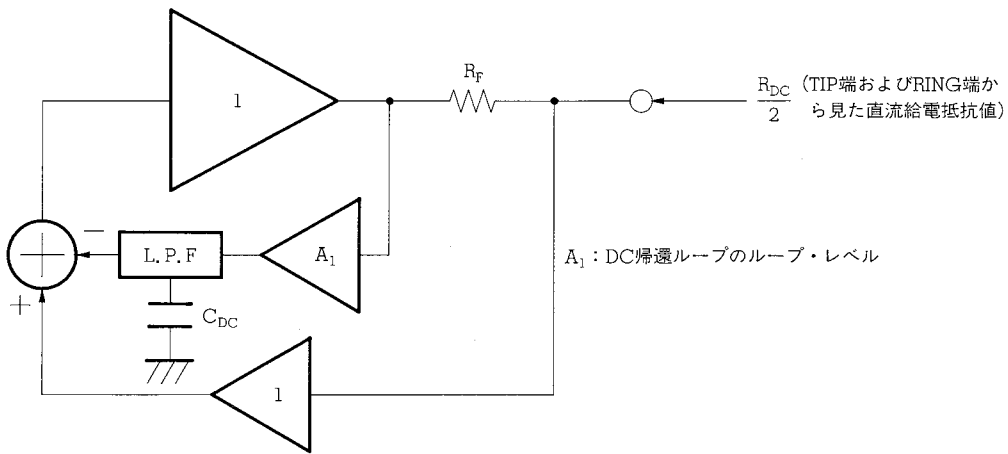 1
R_F
R_DC/2 (TIP端およびRING端か
ら見た直流給電抵抗値)
+
−
L.P.F
A₁
A₁：DC帰還ループのループ・レベル
+
C_DC
1